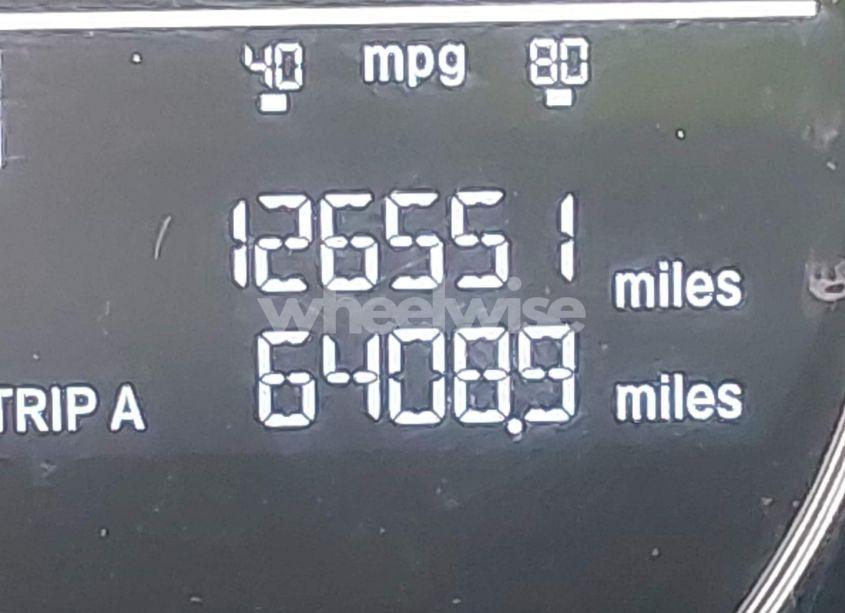 40 mpg 80
126551 miles
wheelwise
TRIP A 6408.9 miles